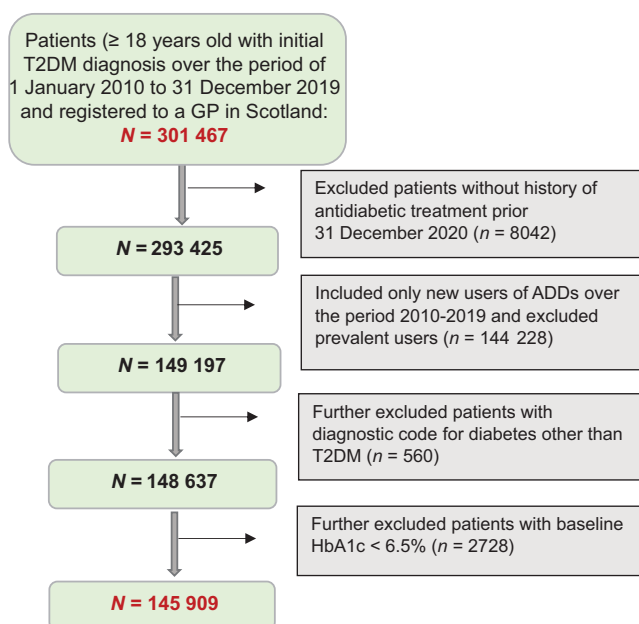 Patients (≥ 18 years old with initial
T2DM diagnosis over the period of
1 January 2010 to 31 December 2019
and registered to a GP in Scotland:
N = 301 467
Excluded patients without history of
antidiabetic treatment prior
31 December 2020 (n = 8042)
N = 293 425
Included only new users of ADDs over
the period 2010-2019 and excluded
prevalent users (n = 144 228)
N = 149 197
Further excluded patients with
diagnostic code for diabetes other than
T2DM (n = 560)
N = 148 637
Further excluded patients with baseline
HbA1c < 6.5% (n = 2728)
N = 145 909